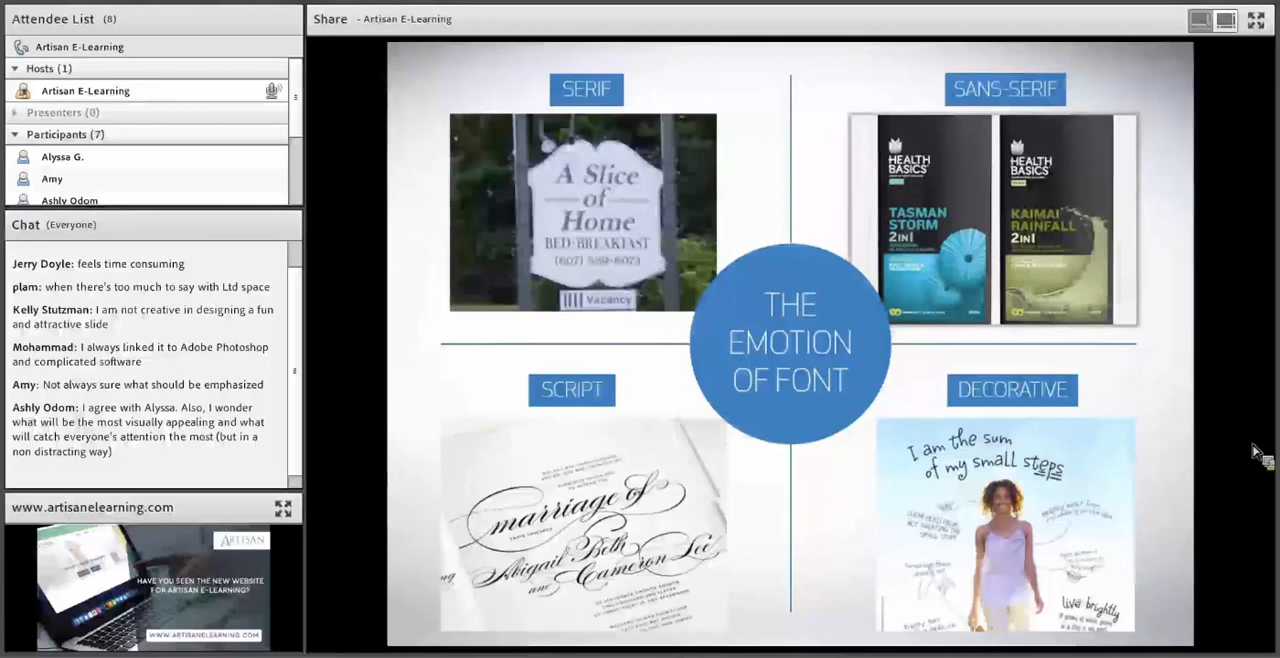 Attendee List (8)
Artisan E-Learning
Hosts (1)
Artisan E-Learning
Presenters (0)
Participants (7)
Alyssa G.
Amy
Ashly Odom
Chat (Everyone)
Jerry Doyle: feels time consuming
plam: when there's too much to say with Ltd space
Kelly Stutzman: I am not creative in designing a fun
and attractive slide
Mohammad: I always linked it to Adobe Photoshop
and complicated software
Amy: Not always sure what should be emphasized
Ashly Odom: I agree with Alyssa. Also, I wonder
what will be the most visually appealing and what
will catch everyone's attention the most (but in a
non distracting way)
www.artisanelearning.com
ARTISAN
HAVE YOU SEEN THE NEW WEBSITE
FOR ARTISAN E-LEARNING?
WWW.ARTISANELEARNING.COM
Share - Artisan E-Learning
SERIF
A Slice
of
Home
BED·BREAKFAST
Vacancy
SANS-SERIF
HEALTH
BASICS
TASMAN
STORM
2IN1
HEALTH
BASICS
KAIMAI
RAINFALL
2IN1
THE
EMOTION
OF FONT
SCRIPT
marriage of
Abigail Beth
and Cameron Lee
DECORATIVE
I am the sum
of my small steps
live brightly